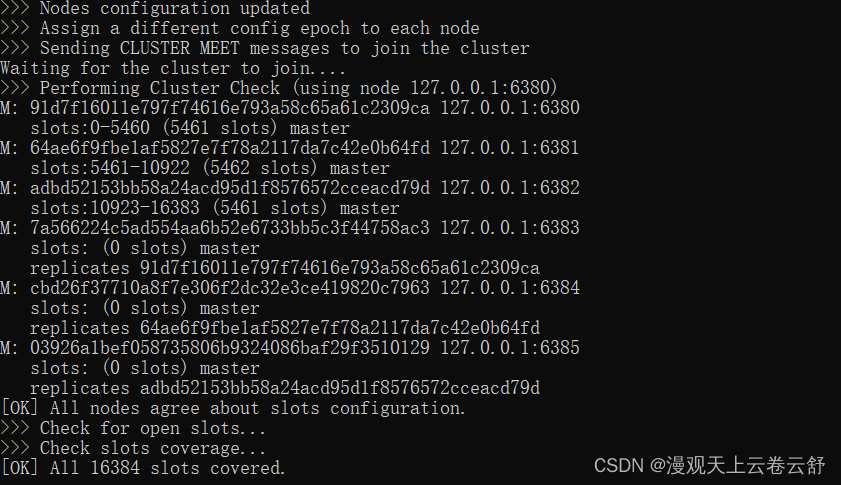 >>> Nodes configuration updated
>>> Assign a different config epoch to each node
>>> Sending CLUSTER MEET messages to join the cluster
Waiting for the cluster to join....
>>> Performing Cluster Check (using node 127.0.0.1:6380)
M: 91d7f16011e797f74616e793a58c65a61c2309ca 127.0.0.1:6380
   slots:0-5460 (5461 slots) master
M: 64ae6f9fbe1af5827e7f78a2117da7c42e0b64fd 127.0.0.1:6381
   slots:5461-10922 (5462 slots) master
M: adbd52153bb58a24acd95d1f8576572cceacd79d 127.0.0.1:6382
   slots:10923-16383 (5461 slots) master
M: 7a566224c5ad554aa6b52e6733bb5c3f44758ac3 127.0.0.1:6383
   slots: (0 slots) master
   replicates 91d7f16011e797f74616e793a58c65a61c2309ca
M: cbd26f37710a8f7e306f2dc32e3ce419820c7963 127.0.0.1:6384
   slots: (0 slots) master
   replicates 64ae6f9fbe1af5827e7f78a2117da7c42e0b64fd
M: 03926a1bef058735806b9324086baf29f3510129 127.0.0.1:6385
   slots: (0 slots) master
   replicates adbd52153bb58a24acd95d1f8576572cceacd79d
[OK] All nodes agree about slots configuration.
>>> Check for open slots...
>>> Check slots coverage...
[OK] All 16384 slots covered.
CSDN @漫观天上云卷云舒